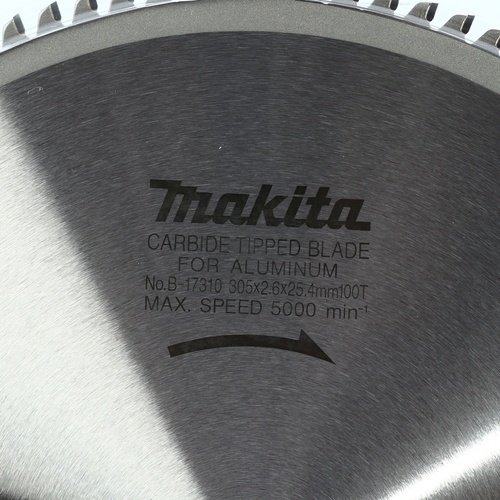 makita
CARBIDE TIPPED BLADE
FOR ALUMINUM
No.B-17310 305x2.6x25.4mm100T
MAX. SPEED 5000 min⁻¹